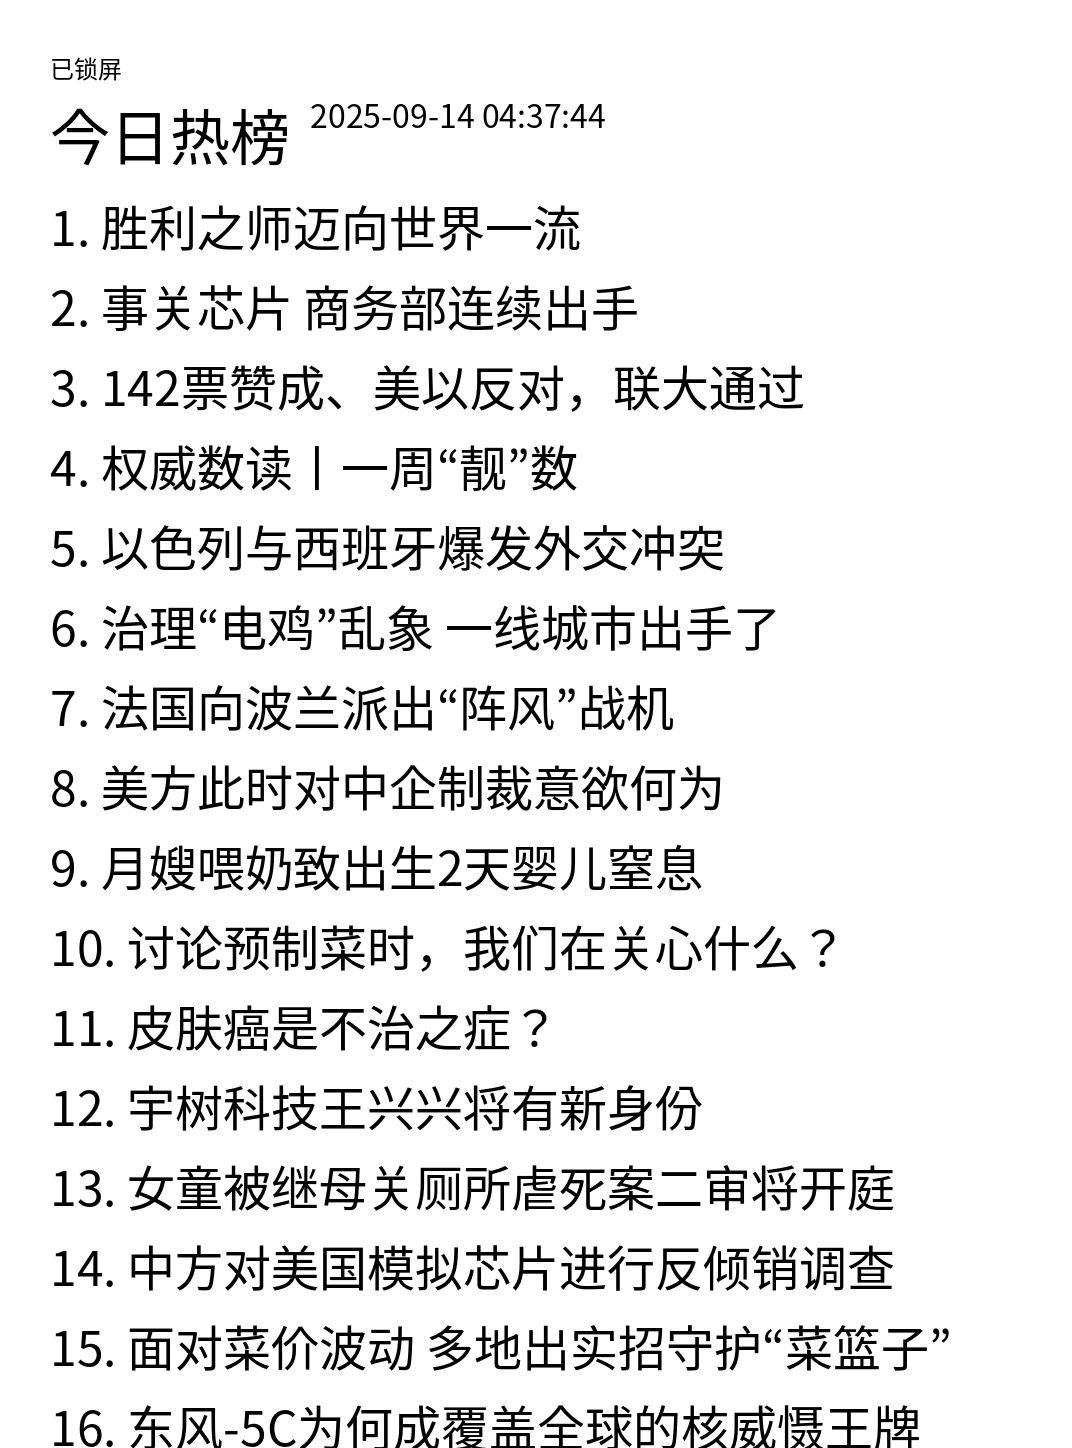 已锁屏
今日热榜 2025-09-14 04:37:44
1. 胜利之师迈向世界一流
2. 事关芯片 商务部连续出手
3. 142票赞成、美以反对，联大通过
4. 权威数读丨一周“靓”数
5. 以色列与西班牙爆发外交冲突
6. 治理“电鸡”乱象 一线城市出手了
7. 法国向波兰派出“阵风”战机
8. 美方此时对中企制裁意欲何为
9. 月嫂喂奶致出生2天婴儿窒息
10. 讨论预制菜时，我们在关心什么？
11. 皮肤癌是不治之症？
12. 宇树科技王兴兴将有新身份
13. 女童被继母关厕所虐死案二审将开庭
14. 中方对美国模拟芯片进行反倾销调查
15. 面对菜价波动 多地出实招守护“菜篮子”
16. 东风-5C为何成覆盖全球的核威慑王牌